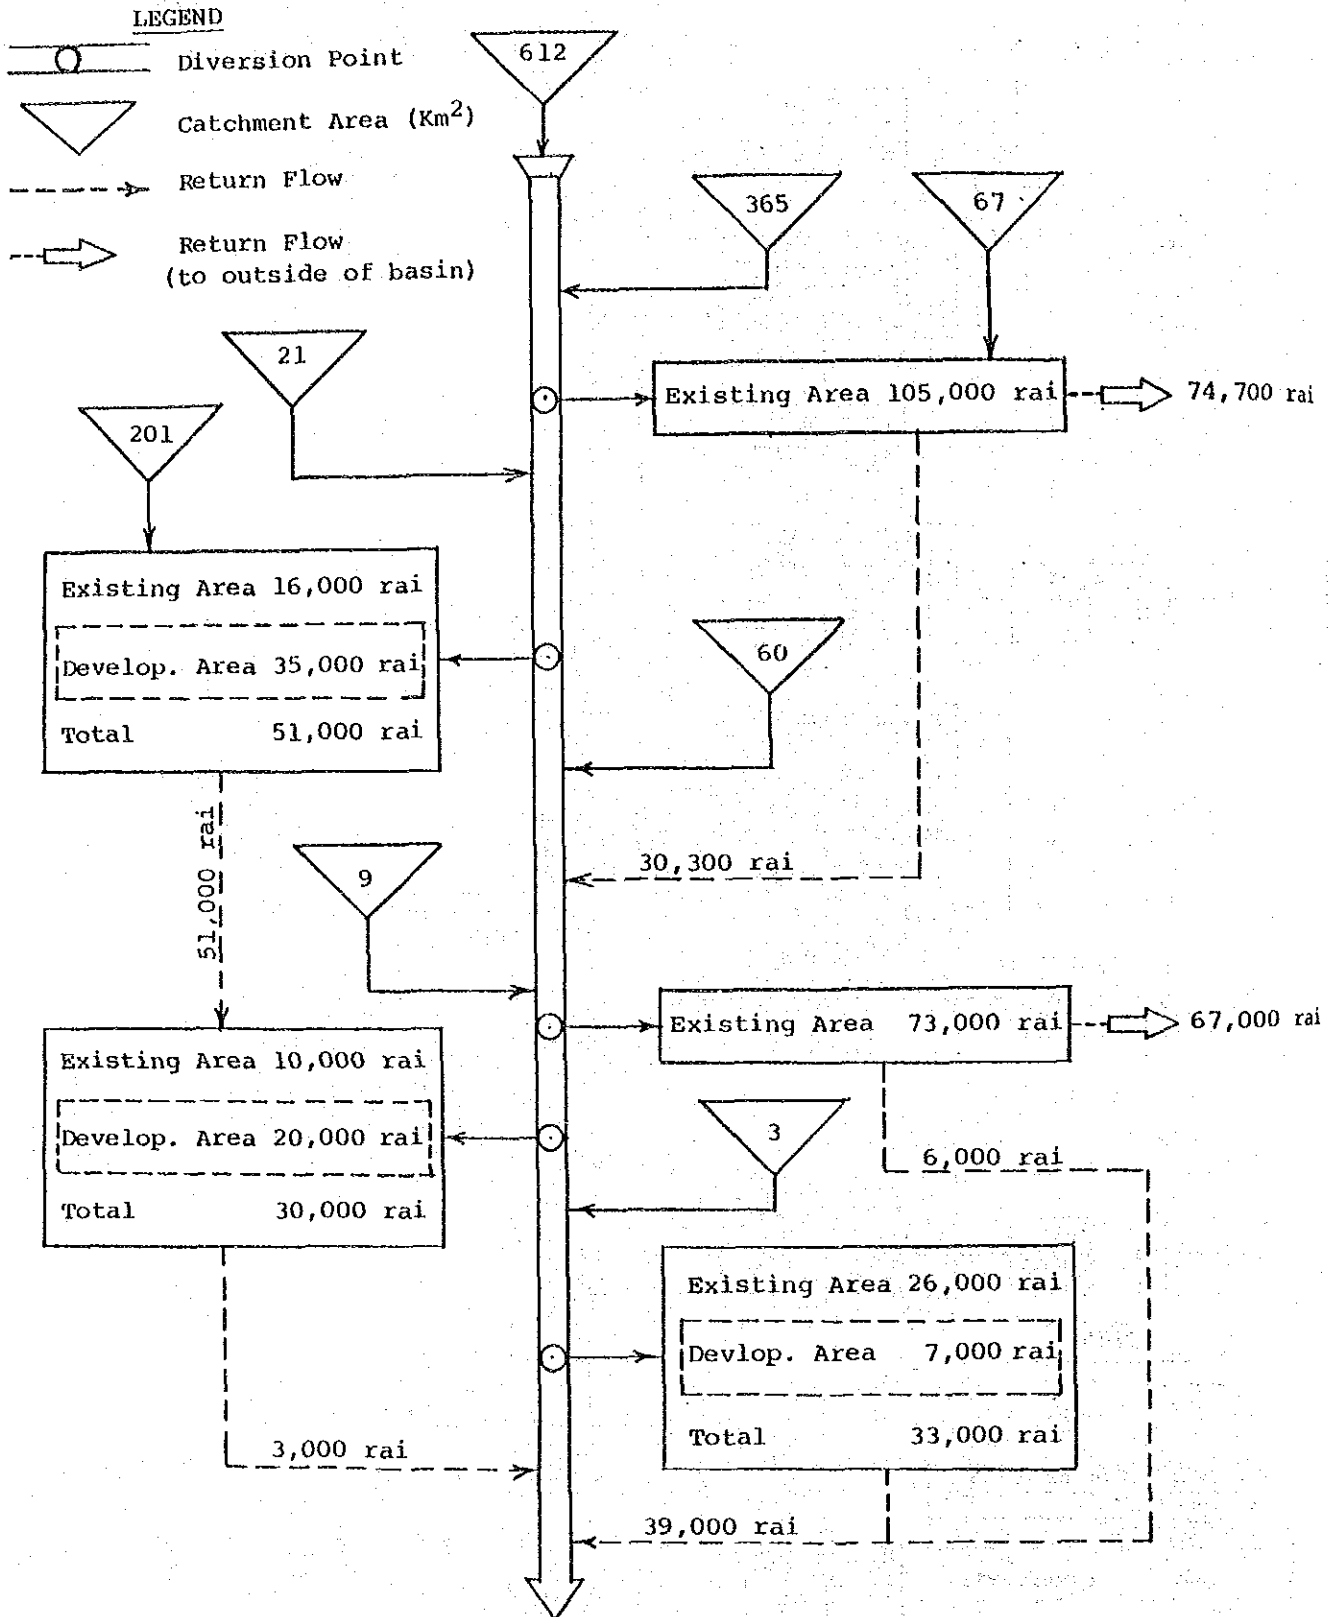 LEGEND
Diversion Point
Catchment Area (Km²)
Return Flow
Return Flow
(to outside of basin)
612
365
67
21
Existing Area 105,000 rai
74,700 rai
201
Existing Area 16,000 rai
Develop. Area 35,000 rai
Total 51,000 rai
60
51,000 rai
30,300 rai
9
Existing Area 73,000 rai
67,000 rai
Existing Area 10,000 rai
Develop. Area 20,000 rai
Total 30,000 rai
3
6,000 rai
Existing Area 26,000 rai
Devlop. Area 7,000 rai
Total 33,000 rai
3,000 rai
39,000 rai